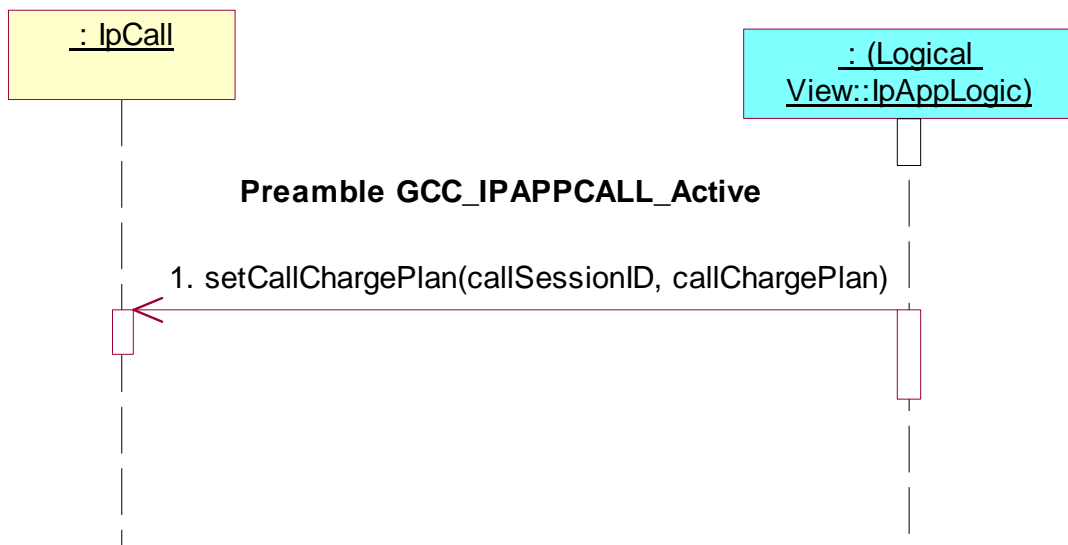 : IpCall
: (Logical
View::IpAppLogic)
Preamble GCC_IPAPPCALL_Active
1. setCallChargePlan(callSessionID, callChargePlan)